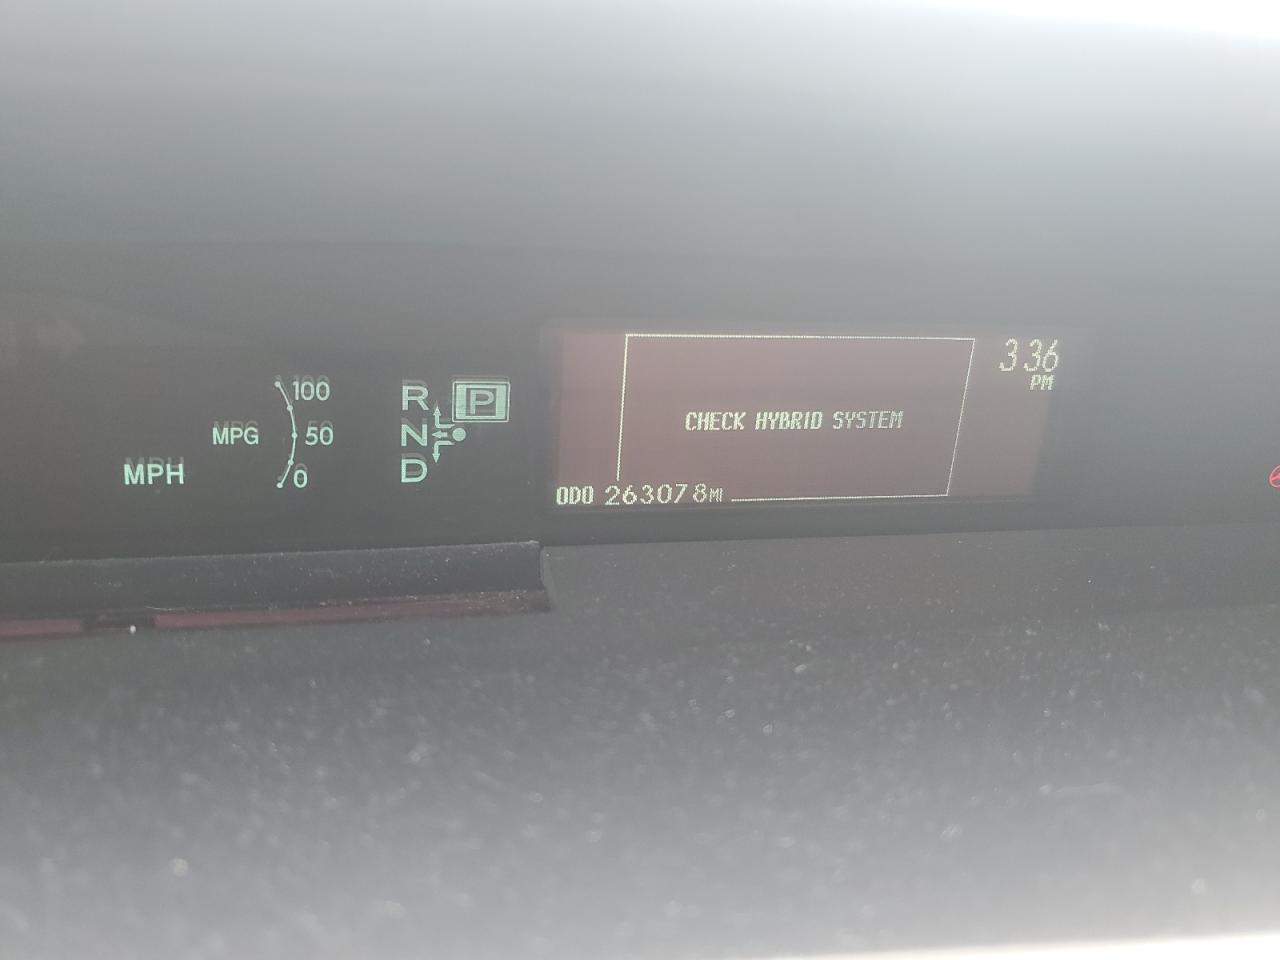 100
MPG 50
MPH 0
R P
N
D
3 36
PM
CHECK HYBRID SYSTEM
ODO 263078 MI